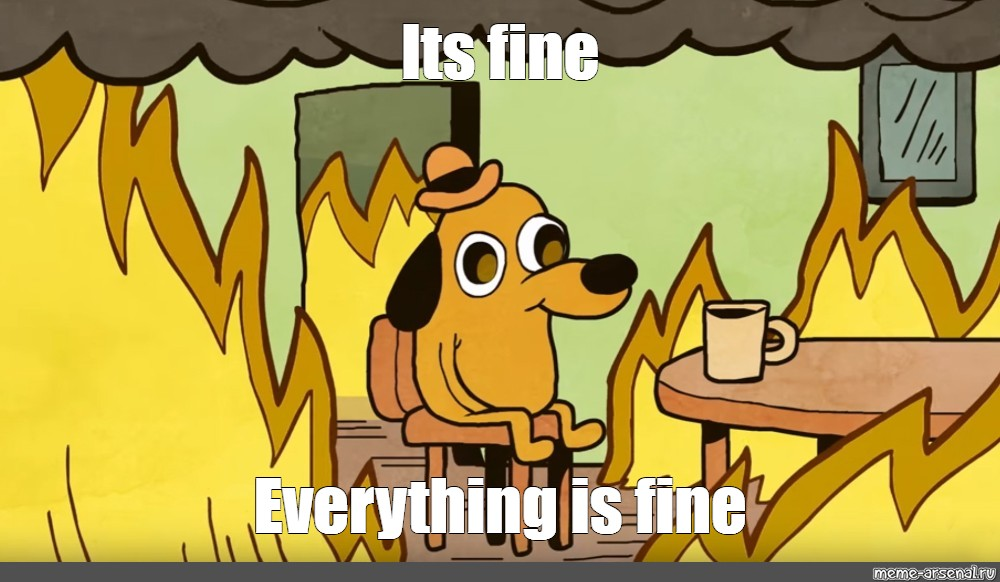 Its fine
Everything is fine
meme-arsenal.ru